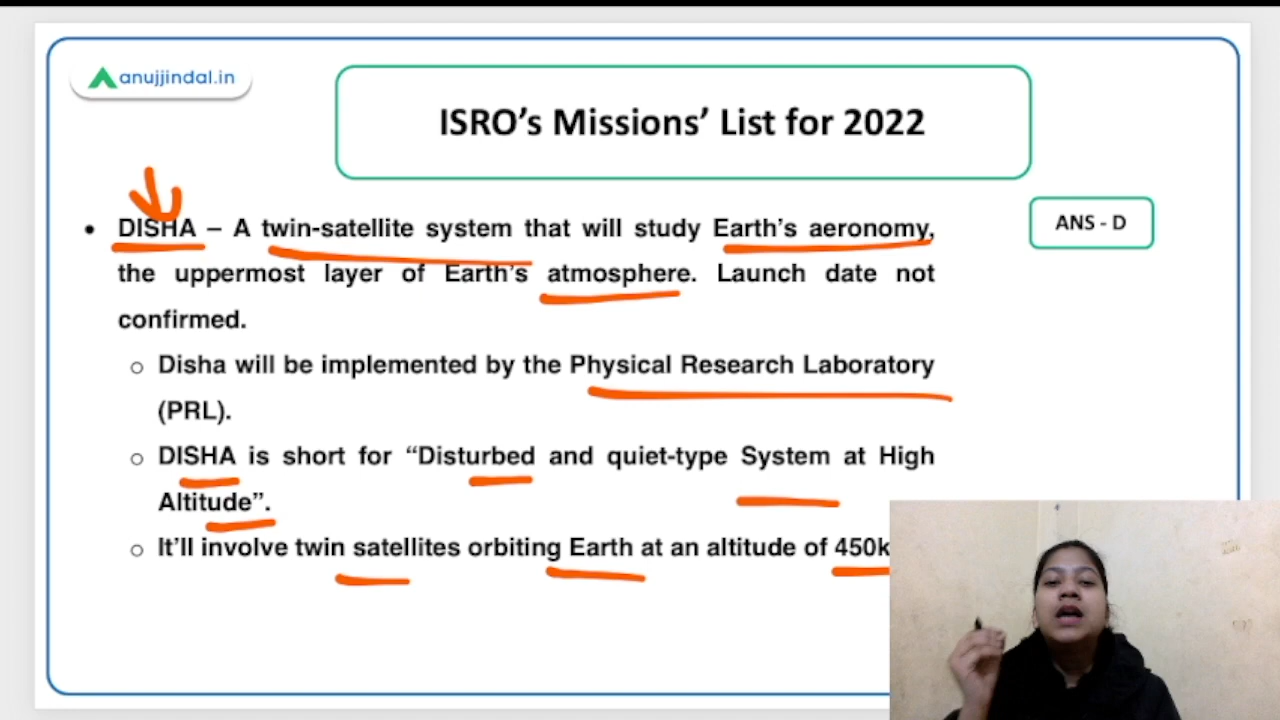 anujjindal.in
ISRO’s Missions’ List for 2022
• DISHA – A twin-satellite system that will study Earth’s aeronomy,
the uppermost layer of Earth’s atmosphere. Launch date not
confirmed.
ANS - D
o Disha will be implemented by the Physical Research Laboratory
(PRL).
o DISHA is short for “Disturbed and quiet-type System at High
Altitude”.
o It’ll involve twin satellites orbiting Earth at an altitude of 450k